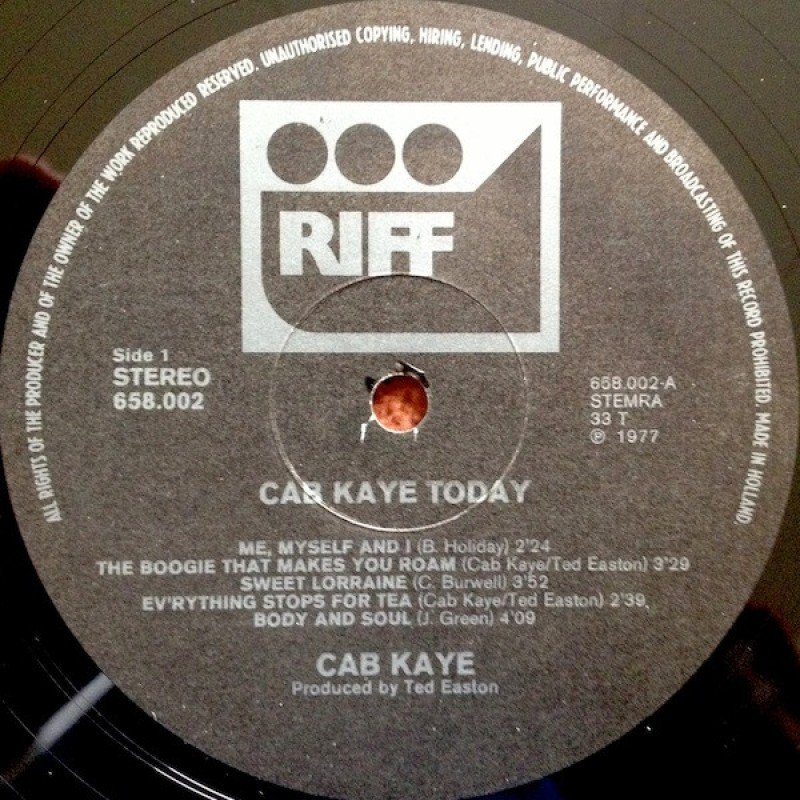 ALL RIGHTS OF THE PRODUCER AND OF THE OWNER OF THE WORK REPRODUCED RESERVED. UNAUTHORISED COPYING, HIRING, LENDING, PUBLIC PERFORMANCE AND BROADCASTING OF THIS RECORD PROHIBITED. MADE IN HOLLAND.
RIFF
Side 1
STEREO
658.002
658.002-A
STEMRA
33 T
℗ 1977
CAB KAYE TODAY
ME, MYSELF AND I (B. Holiday) 2'24
THE BOOGIE THAT MAKES YOU ROAM (Cab Kaye/Ted Easton) 3'29
SWEET LORRAINE (C. Burwell) 3'52
EV'RYTHING STOPS FOR TEA (Cab Kaye/Ted Easton) 2'39,
BODY AND SOUL (J. Green) 4'09
CAB KAYE
Produced by Ted Easton